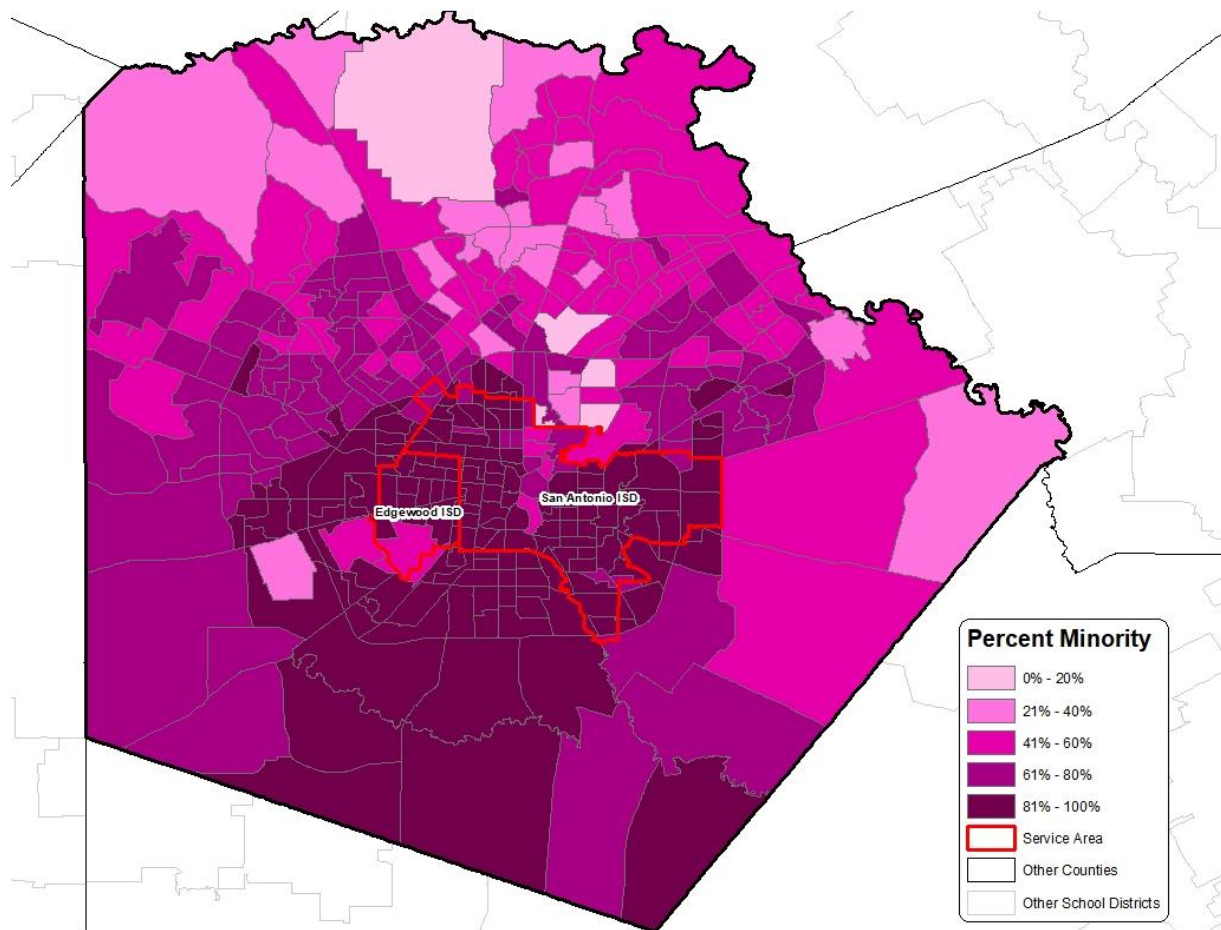 San Antonio ISD
Edgewood ISD
Percent Minority
0% - 20%
21% - 40%
41% - 60%
61% - 80%
81% - 100%
Service Area
Other Counties
Other School Districts